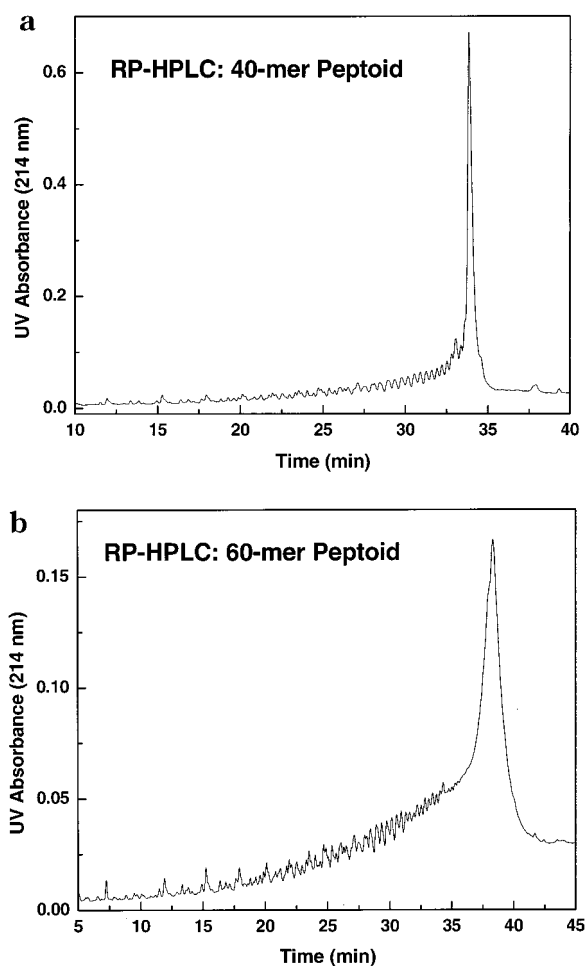 a
RP-HPLC: 40-mer Peptoid
UV Absorbance (214 nm)
0.6
0.4
0.2
0.0
10 15 20 25 30 35 40
Time (min)
b
RP-HPLC: 60-mer Peptoid
UV Absorbance (214 nm)
0.15
0.10
0.05
0.00
5 10 15 20 25 30 35 40 45
Time (min)